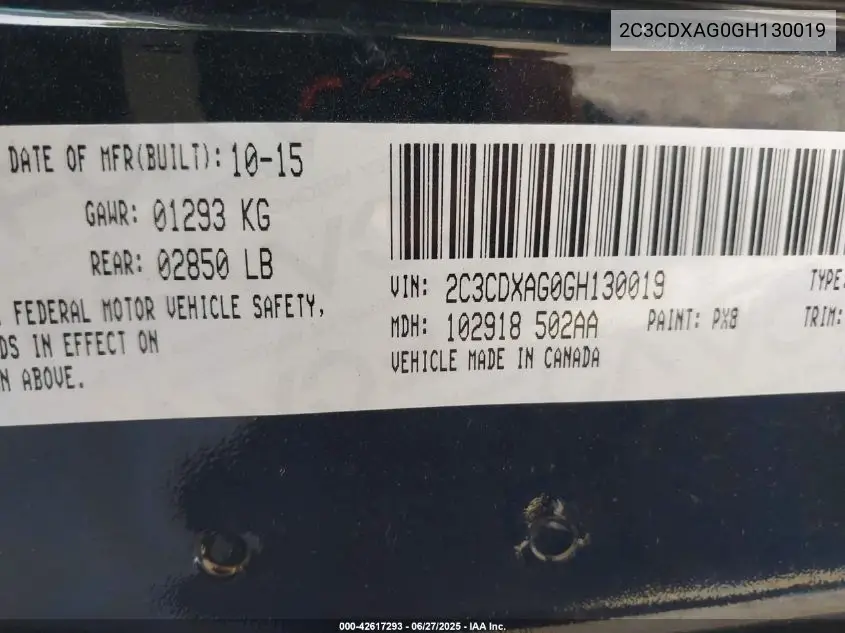 2C3CDXAG0GH130019
DATE OF MFR(BUILT): 10-15
GAWR: 01293 KG
REAR: 02850 LB
FEDERAL MOTOR VEHICLE SAFETY,
DS IN EFFECT ON
N ABOVE.
VIN: 2C3CDXAG0GH130019
TYPE:
MDH: 102918 502AA
PAINT: PX8
TRIM:
VEHICLE MADE IN CANADA
000-42617293 - 06/27/2025 - IAA Inc.